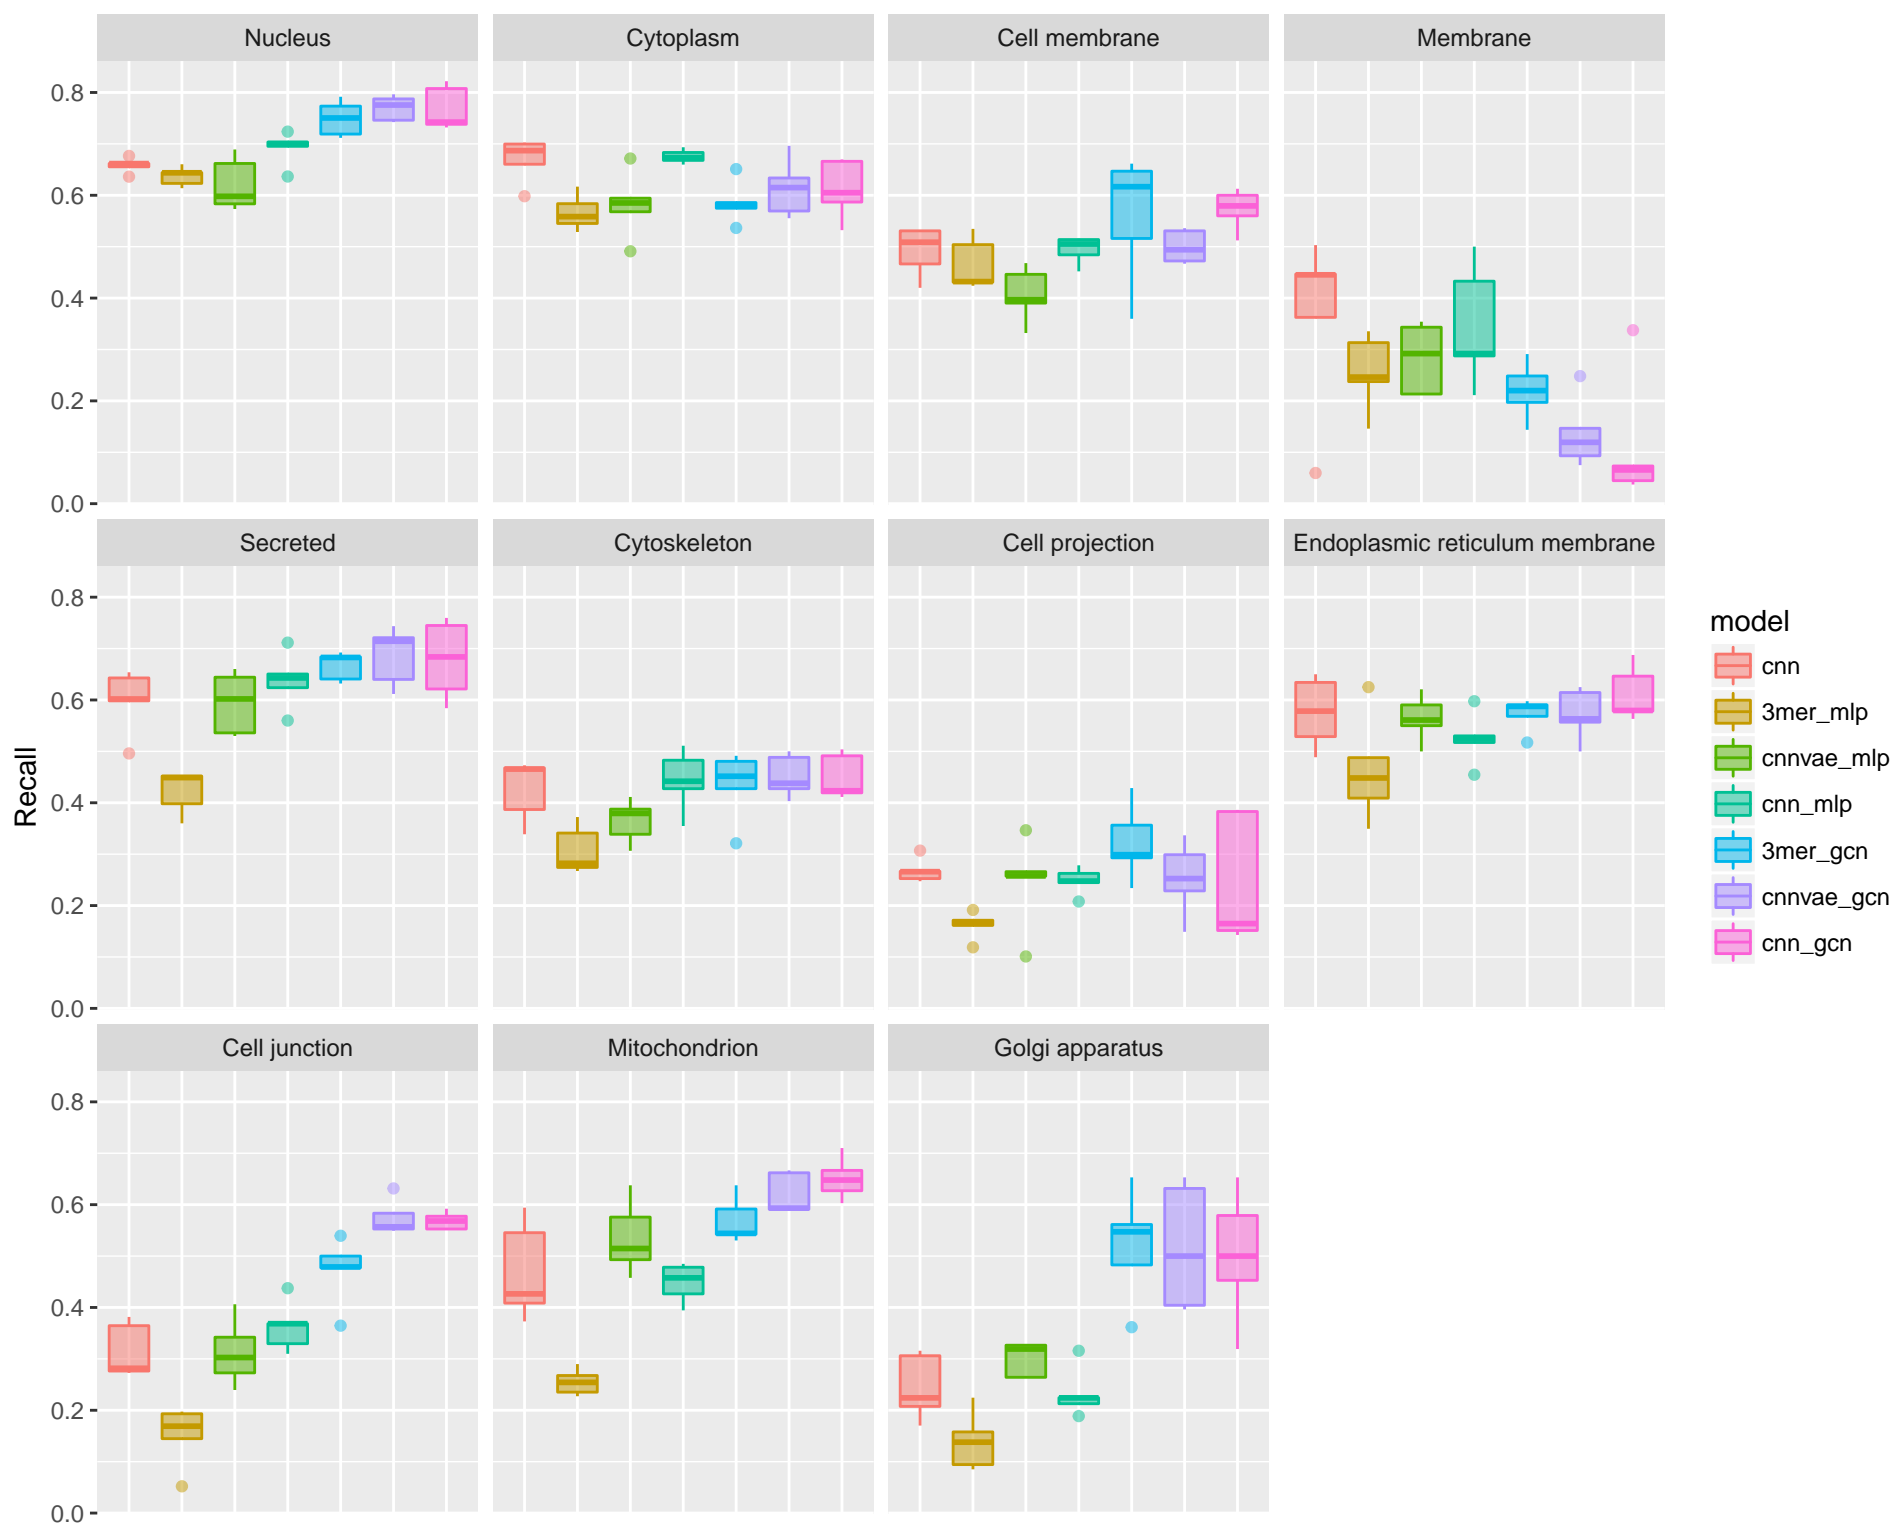 Nucleus
Cytoplasm
Cell membrane
Membrane
0.8
0.6
0.4
0.2
0.0
Secreted
Cytoskeleton
Cell projection
Endoplasmic reticulum membrane
0.8
0.6
0.4
0.2
0.0
Recall
Cell junction
Mitochondrion
Golgi apparatus
0.8
0.6
0.4
0.2
0.0
model
cnn
3mer_mlp
cnnvae_mlp
cnn_mlp
3mer_gcn
cnnvae_gcn
cnn_gcn